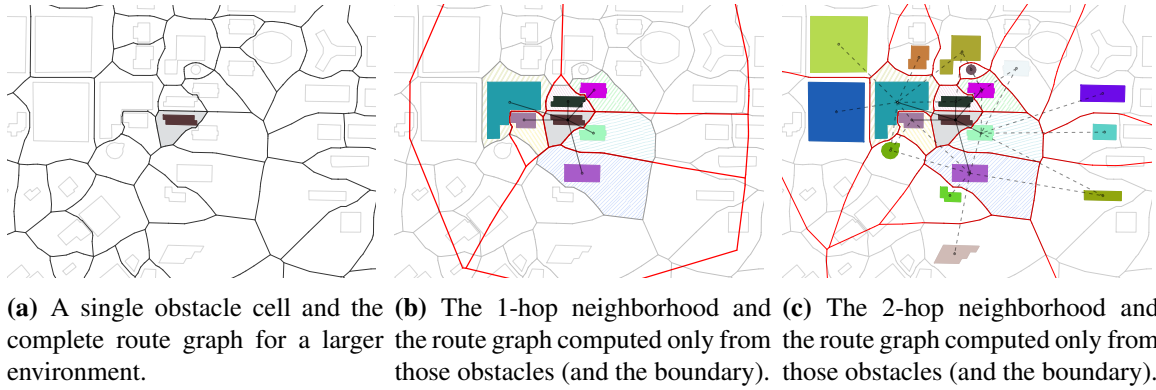 (a) A single obstacle cell and the
complete route graph for a larger
environment.
(b) The 1-hop neighborhood and
the route graph computed only from
those obstacles (and the boundary).
(c) The 2-hop neighborhood and
the route graph computed only from
those obstacles (and the boundary).